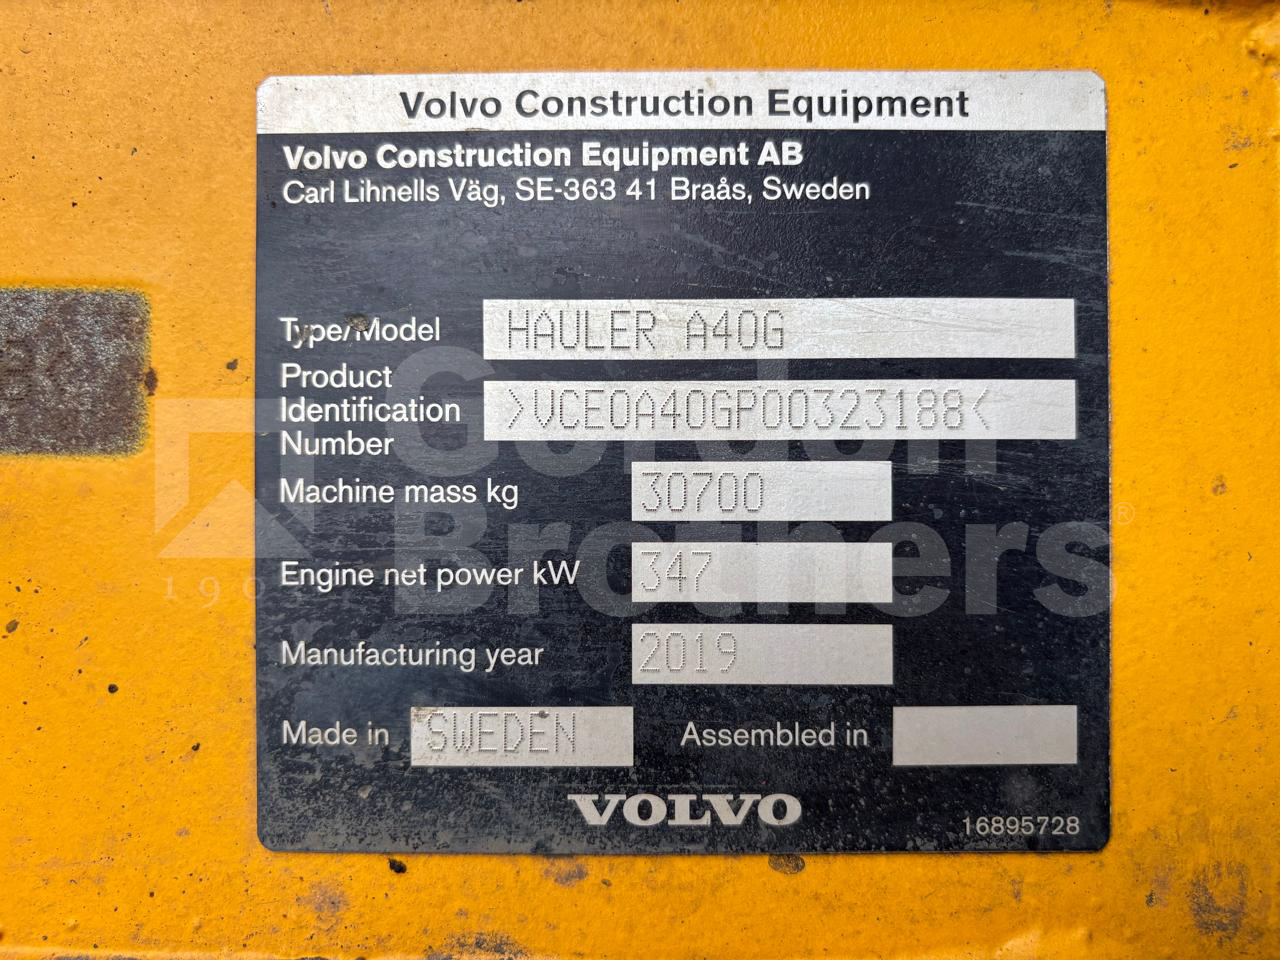 Volvo Construction Equipment
Volvo Construction Equipment AB
Carl Lihnells Väg, SE-363 41 Braås, Sweden
Type/Model HAULER A40G
Product
Identification >VCE0A40GP00323188<
Number
Machine mass kg 30700
Engine net power kW 347
Manufacturing year 2019
Made in SWEDEN Assembled in
VOLVO
16895728
Gordon
Brothers®